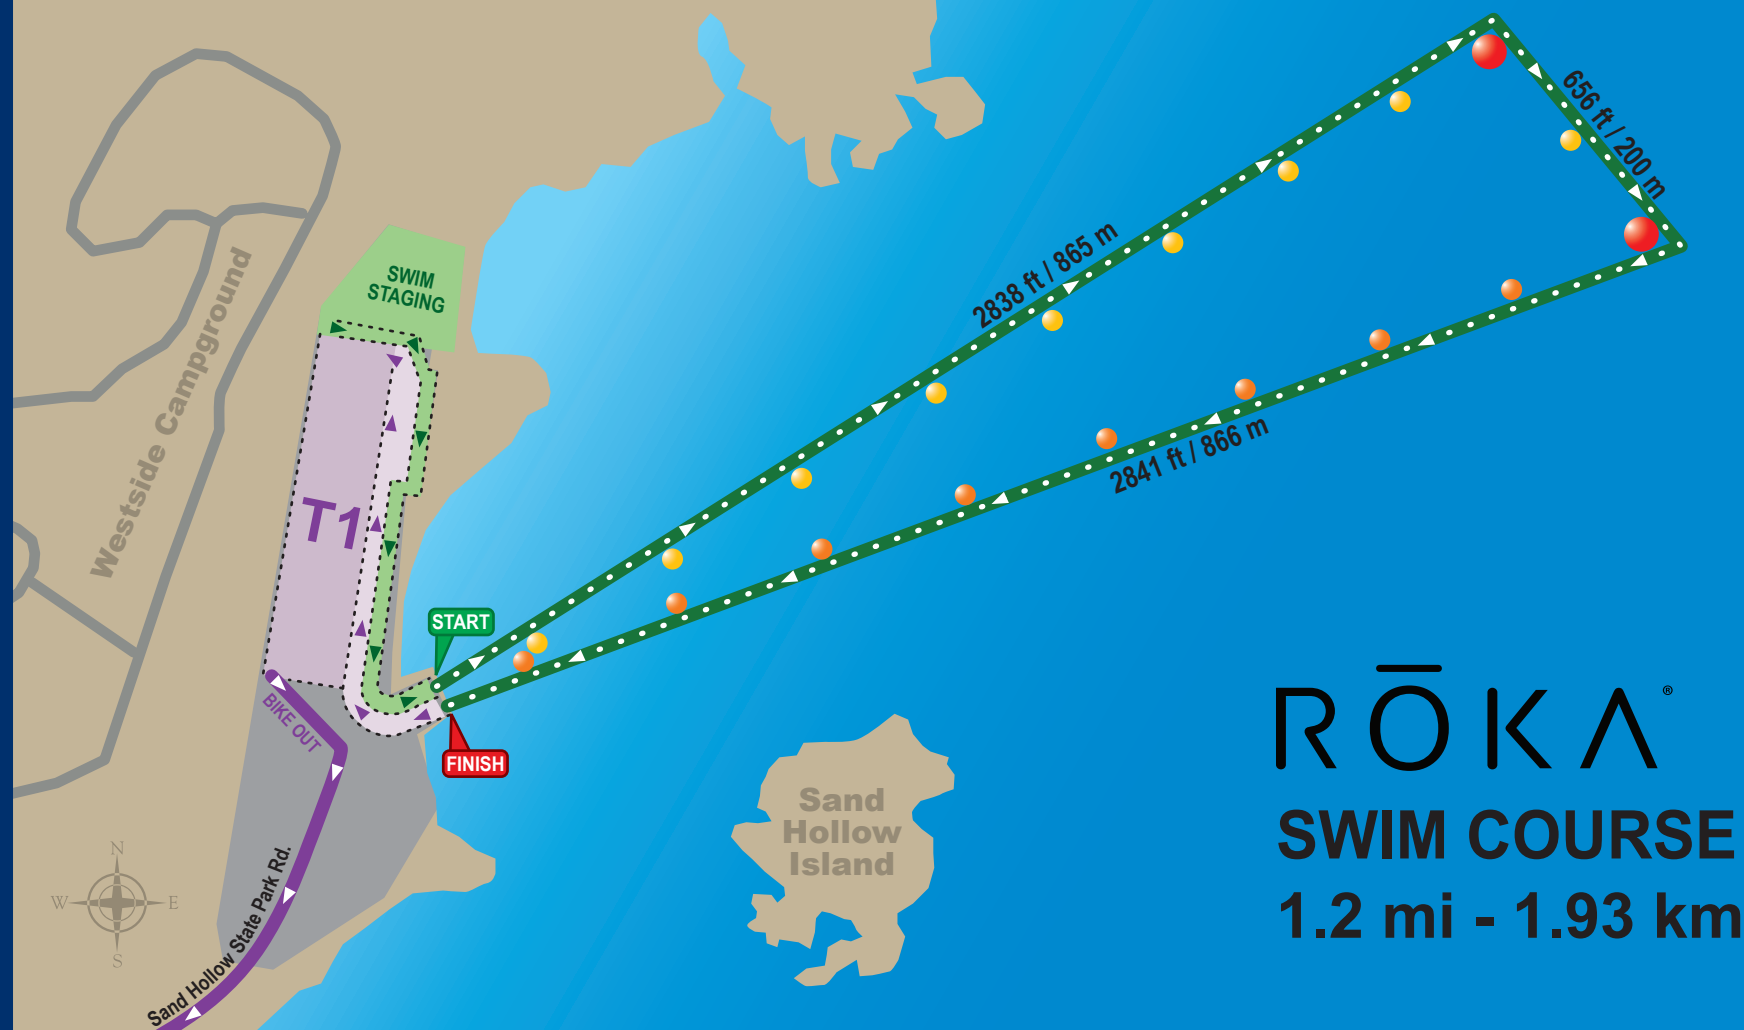 656 ft / 200 m
2838 ft / 865 m
2841 ft / 866 m
SWIM
STAGING
Westside Campground
T1
START
FINISH
BIKE OUT
Sand Hollow State Park Rd.
N
W
E
S
Sand
Hollow
Island
RŌKA®
SWIM COURSE
1.2 mi - 1.93 km